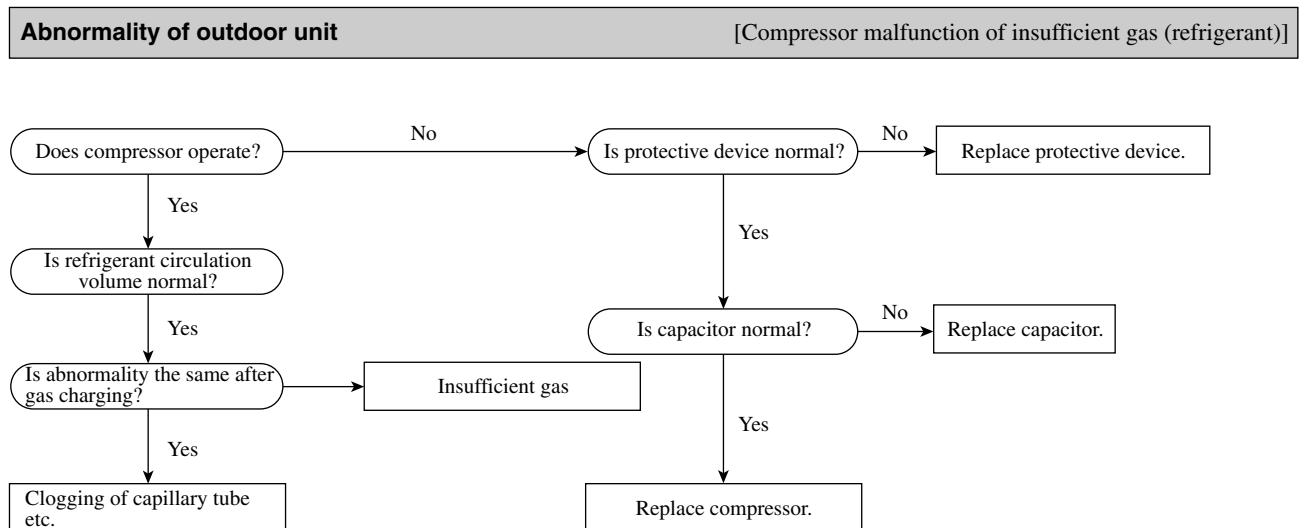 Abnormality of outdoor unit
[Compressor malfunction of insufficient gas (refrigerant)]
Does compressor operate?
No
Is protective device normal?
No
Replace protective device.
Yes
Yes
Is refrigerant circulation
volume normal?
Yes
Is capacitor normal?
No
Replace capacitor.
Is abnormality the same after
gas charging?
Insufficient gas
Yes
Yes
Clogging of capillary tube
etc.
Replace compressor.